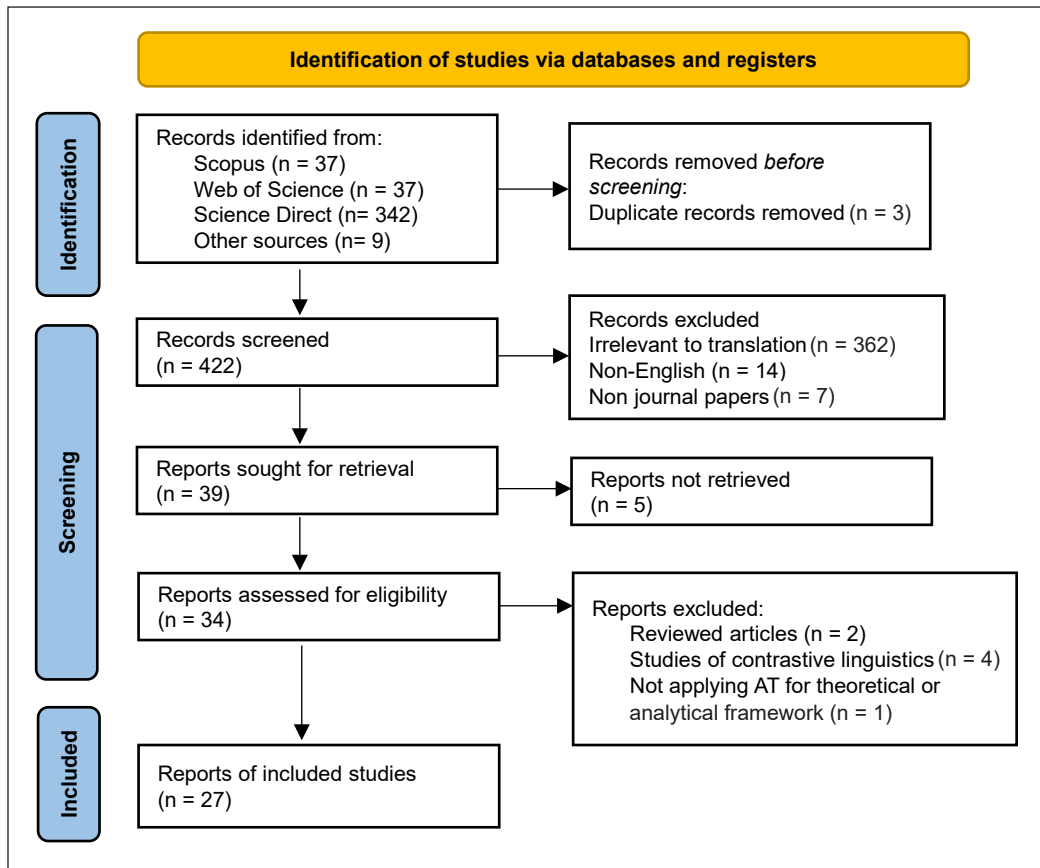 Identification of studies via databases and registers
Identification
Records identified from:
Scopus (n = 37)
Web of Science (n = 37)
Science Direct (n= 342)
Other sources (n= 9)
Records removed before
screening:
Duplicate records removed (n = 3)
Screening
Records screened
(n = 422)
Records excluded
Irrelevant to translation (n = 362)
Non-English (n = 14)
Non journal papers (n = 7)
Reports sought for retrieval
(n = 39)
Reports not retrieved
(n = 5)
Reports assessed for eligibility
(n = 34)
Reports excluded:
Reviewed articles (n = 2)
Studies of contrastive linguistics (n = 4)
Not applying AT for theoretical or
analytical framework (n = 1)
Included
Reports of included studies
(n = 27)